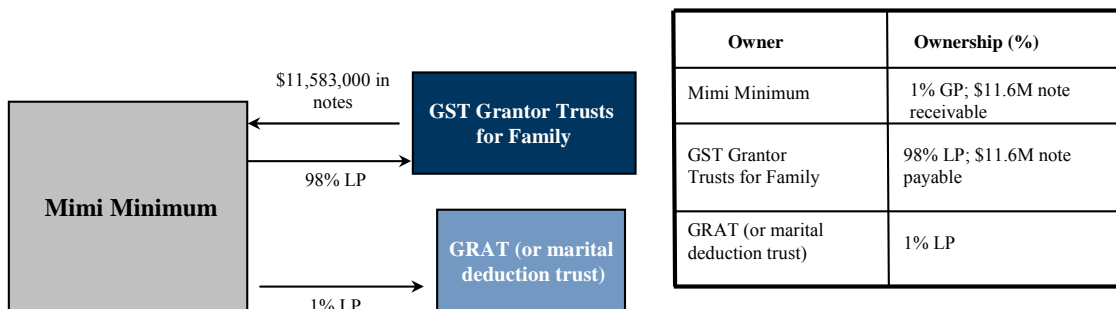 $11,583,000 in
notes
GST Grantor Trusts
for Family
98% LP
Mimi Minimum
GRAT (or marital
deduction trust)
1% LP
Owner Ownership (%)
Mimi Minimum 1% GP; $11.6M note
receivable
GST Grantor 98% LP; $11.6M note
Trusts for Family payable
GRAT (or marital 1% LP
deduction trust)